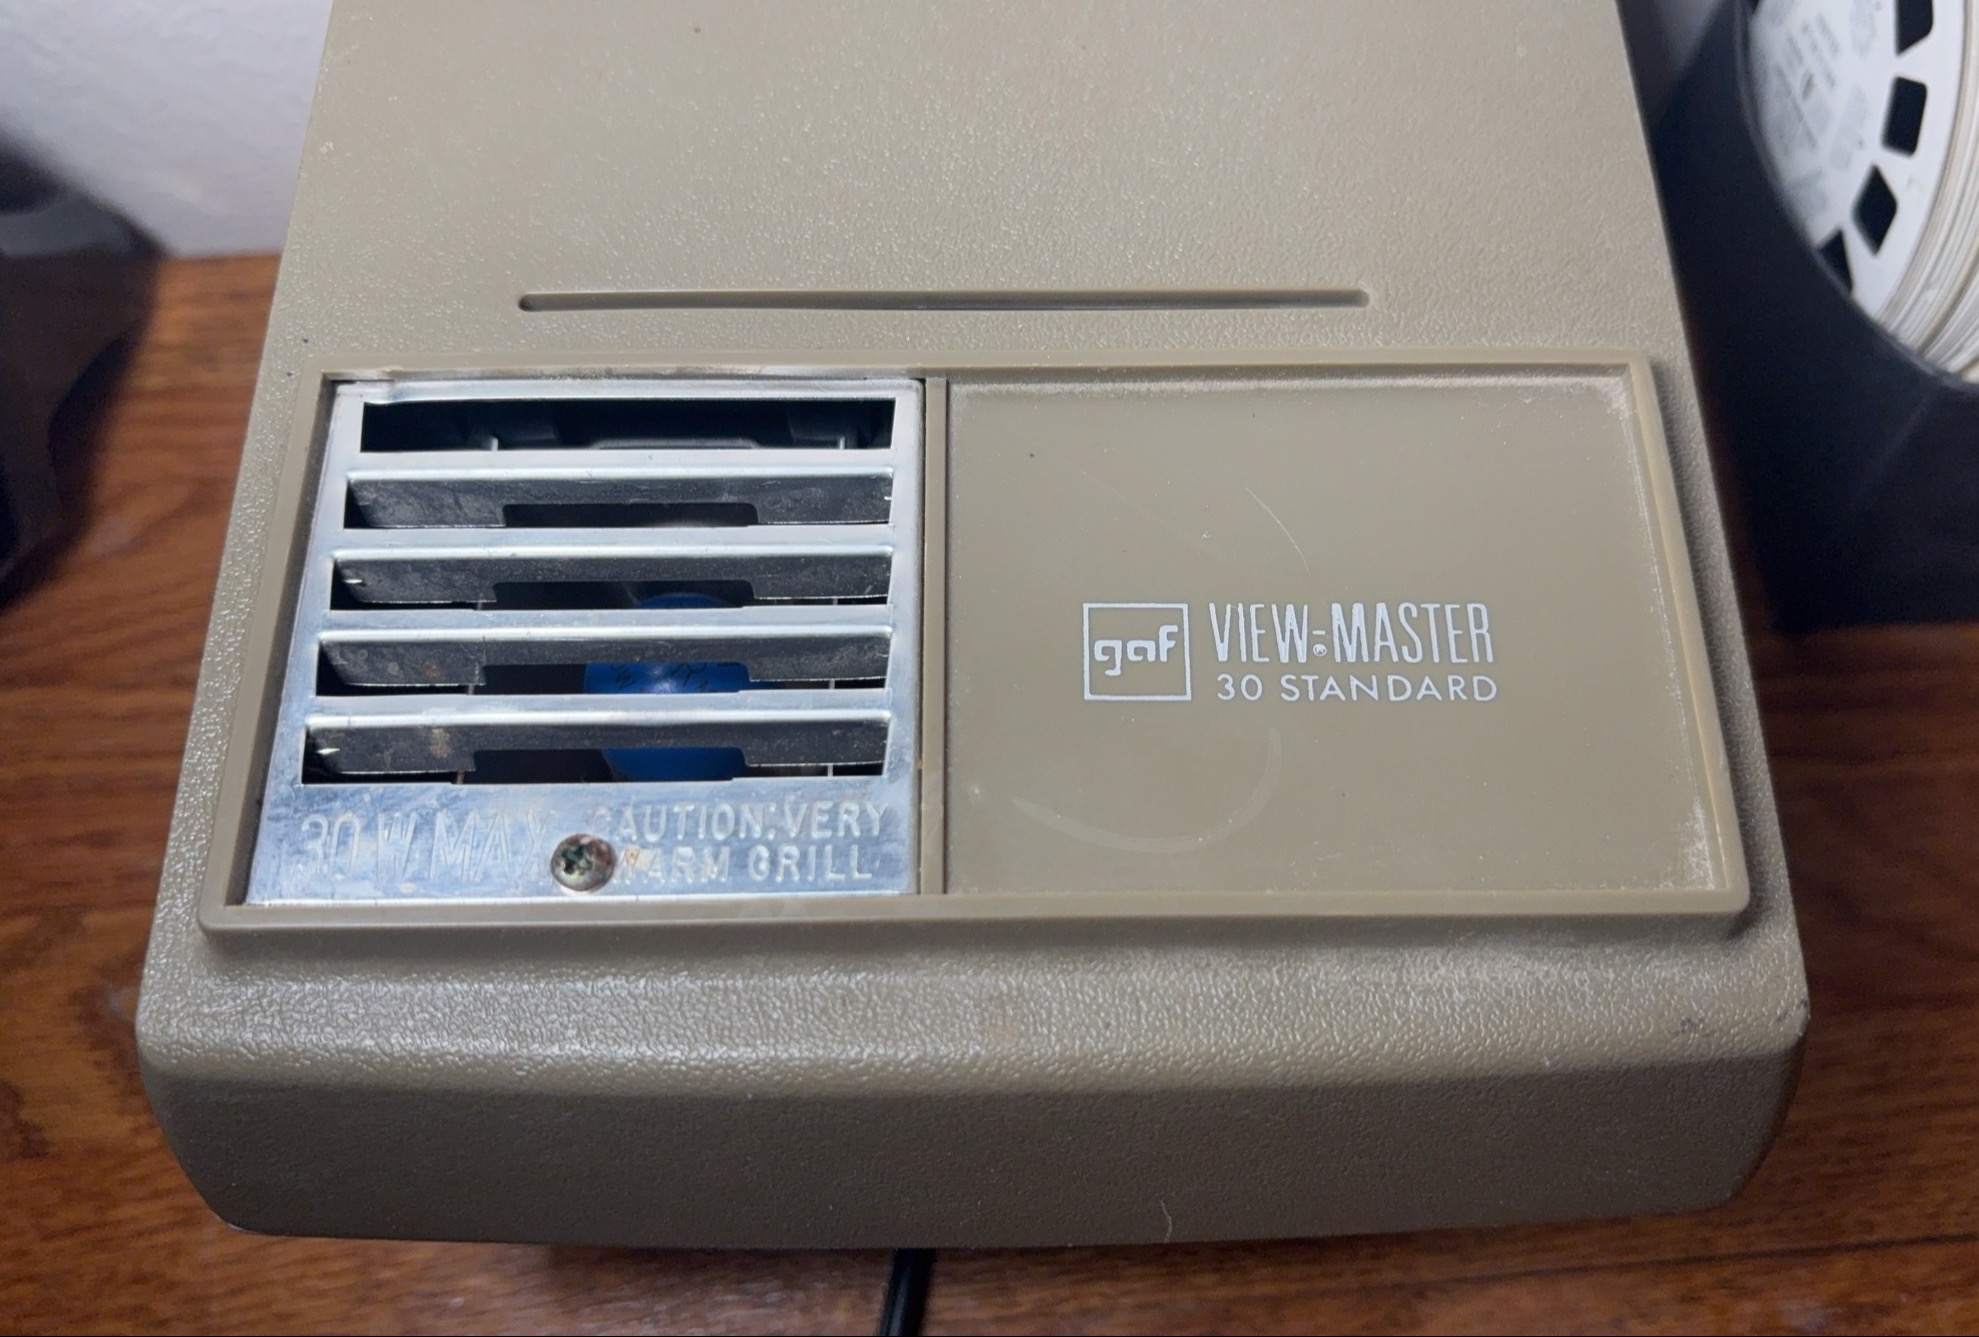 gaf
VIEW-MASTER®
30 STANDARD
30 W MAX
CAUTION: VERY
WARM GRILL